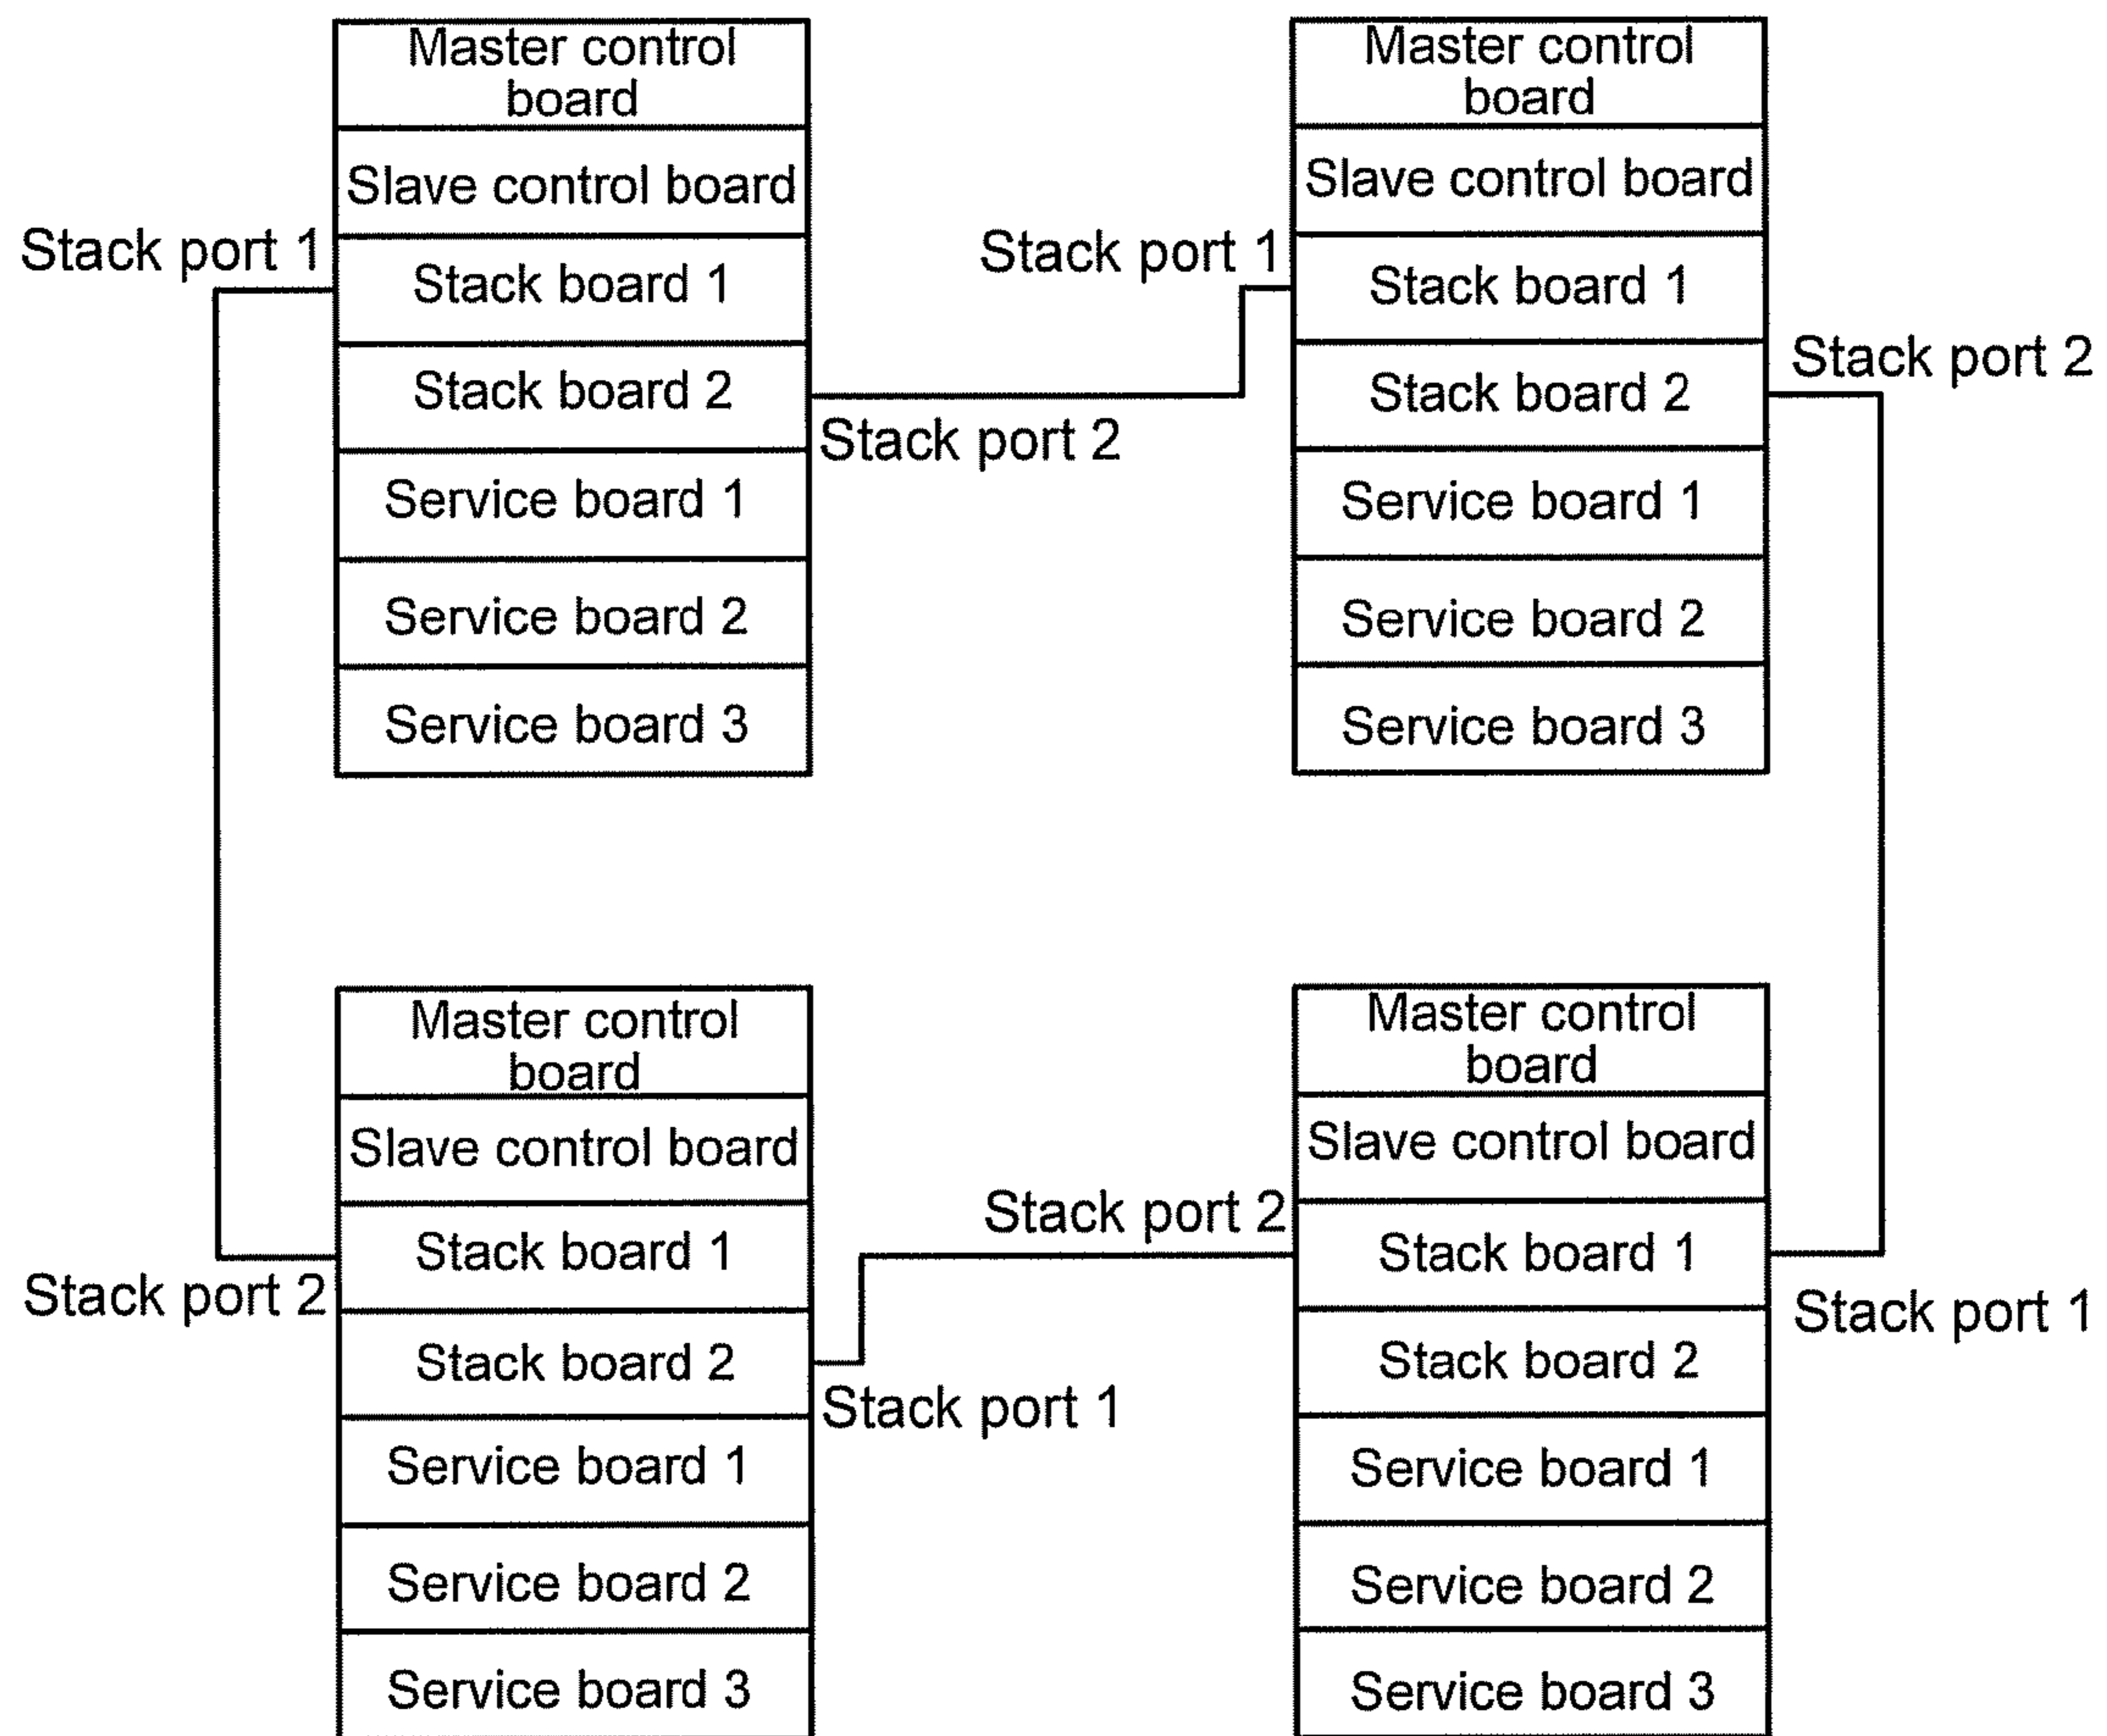 Master control
board
Slave control board
Stack port 1
Stack board 1
Stack board 2
Stack port 2
Service board 1
Service board 2
Service board 3
Master control
board
Slave control board
Stack port 1
Stack board 1
Stack port 2
Stack board 2
Service board 1
Service board 2
Service board 3
Master control
board
Slave control board
Stack board 1
Stack port 2
Stack board 2
Stack port 1
Service board 1
Service board 2
Service board 3
Master control
board
Slave control board
Stack port 2
Stack board 1
Stack port 1
Stack board 2
Service board 1
Service board 2
Service board 3